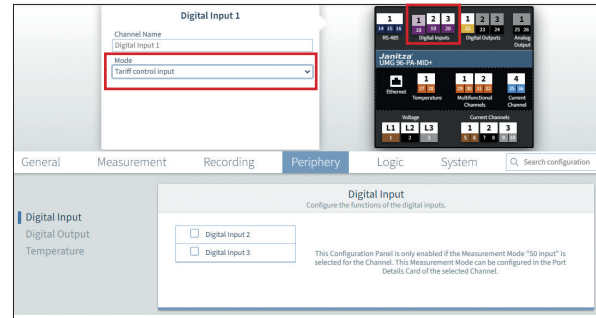 Digital Input 1
Channel Name
Digital Input 1
Mode
Tariff control input
1 1 2 3 1 2 3 1
14 15 16 18 19 20 23 24 25 26
RS-485 Digital Inputs Digital Outputs Analog
Output
Janitza®
UMG 96-PA-MID+
1 1 2 4
27 28 29 30 31 32 35 36
Ethernet Temperature Multifunctional Current
Channels Channel
Voltage Current Channels
L1 L2 L3 1 2 3
1 2 3 5 6 7 8 9 10
General Measurement Recording Periphery Logic System Search configuration
Digital Input
Configure the functions of the digital inputs.
Digital Input
Digital Output
Temperature
Digital Input 2
Digital Input 3
This Configuration Panel is only enabled if the Measurement Mode "S0 input" is
selected for the Channel. This Measurement Mode can be configured in the Port
Details Card of the selected Channel.